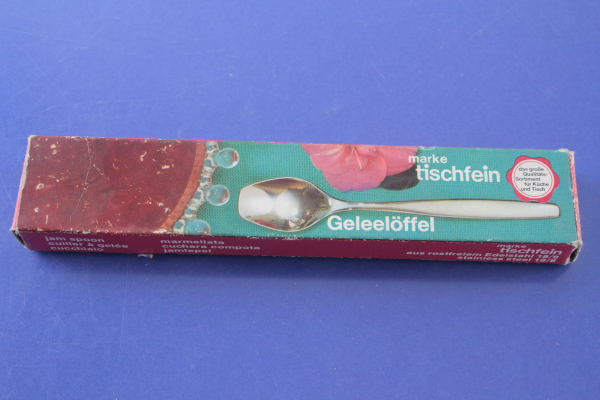 marke
tischfein
das große
Qualitäts-
Sortiment
für Küche
und Tisch
Geleelöffel
jam spoon
cuiller à gelée
cucchiaio
marmellata
cuchara compota
jamlepel
marke
tischfein
aus rostfreiem Edelstahl 18/8
stainless steel 18/8